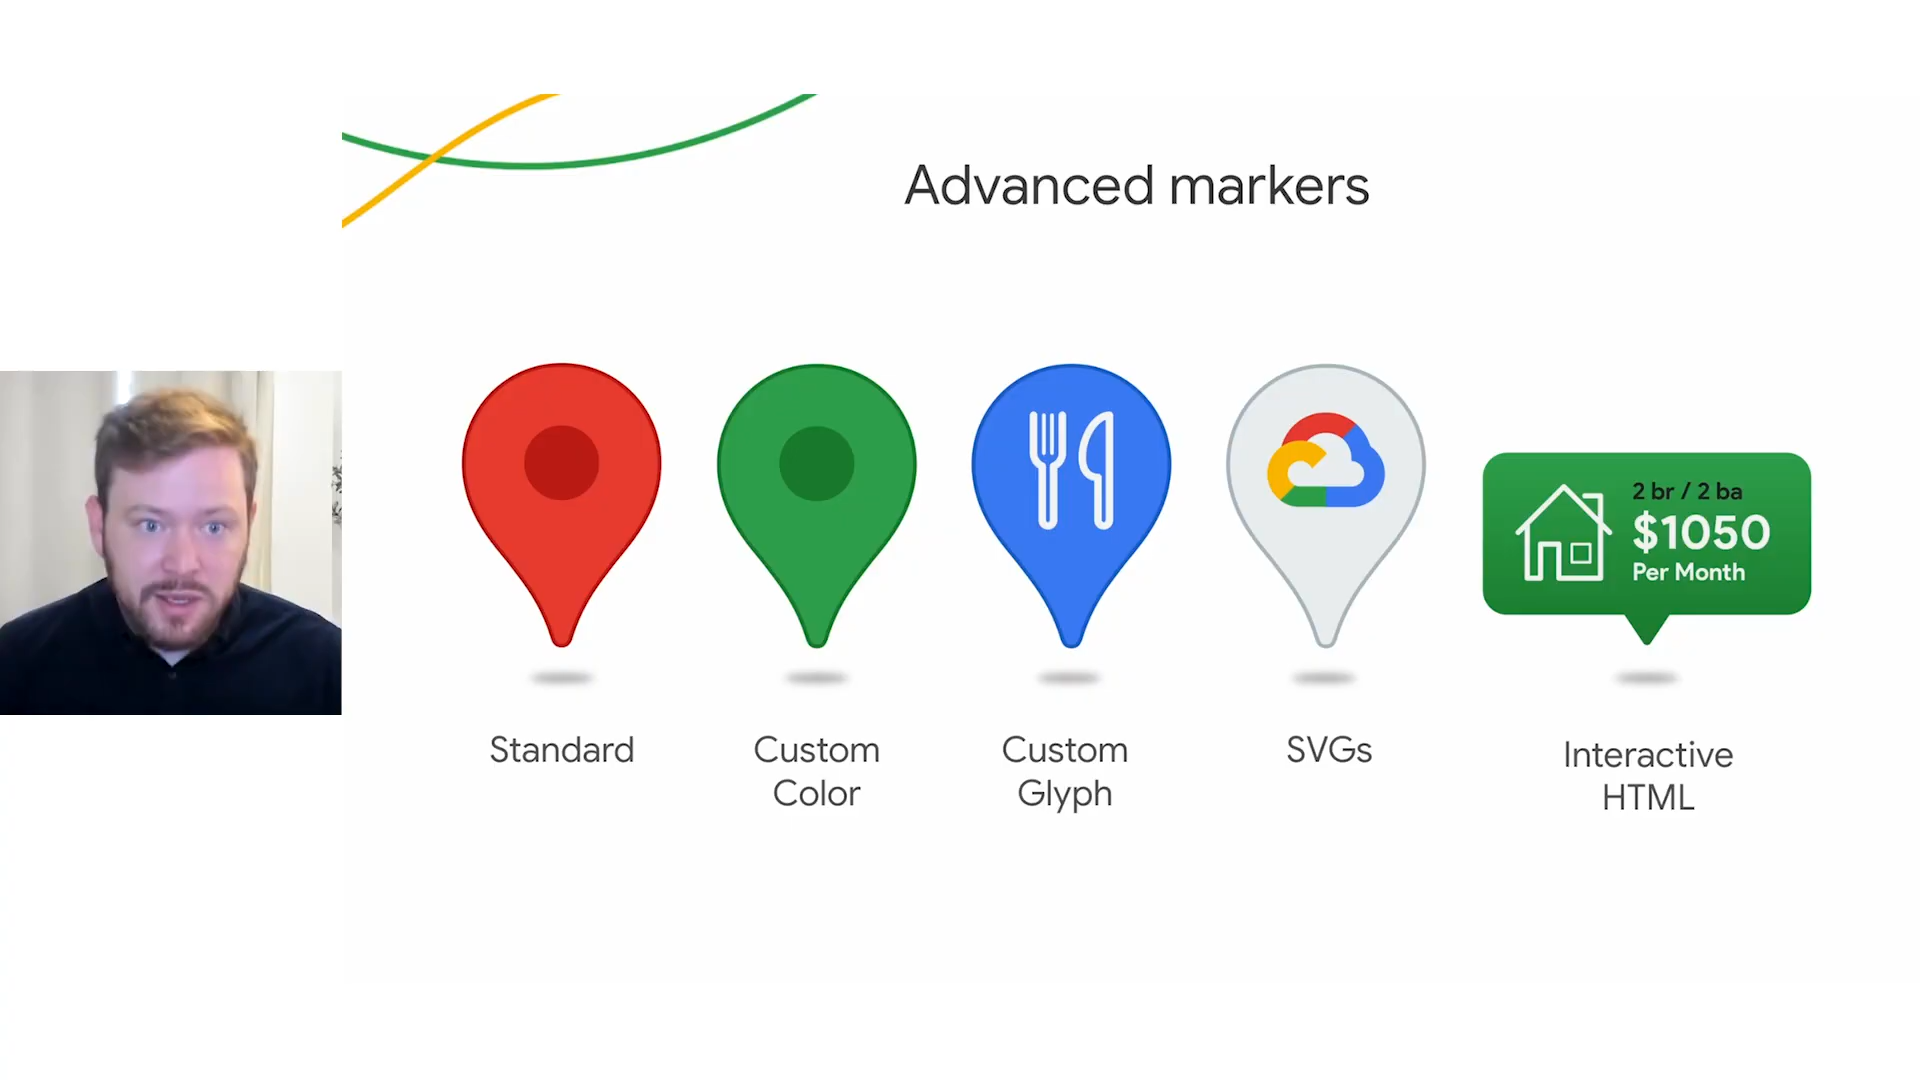 Advanced markers
2 br / 2 ba
$1050
Per Month
Standard
Custom
Color
Custom
Glyph
SVGs
Interactive
HTML